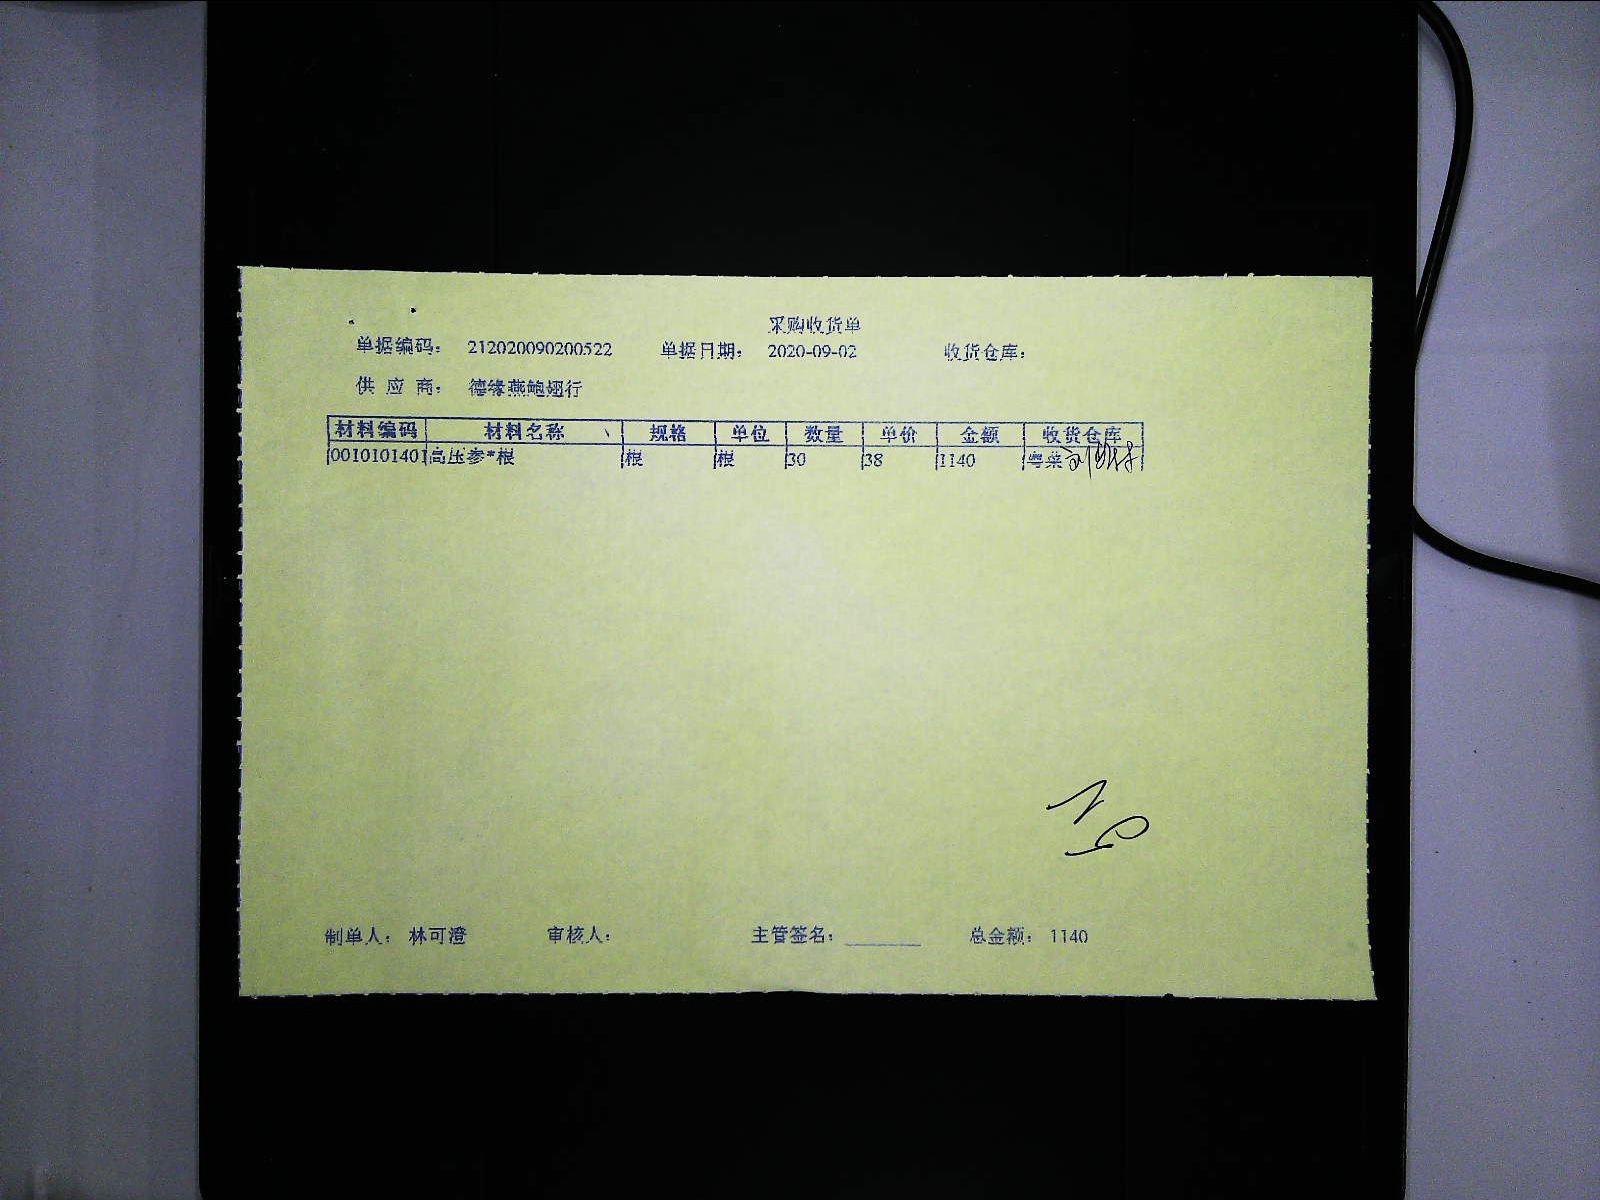 采购收货单
单据编码： 212020090200522 单据日期： 2020-09-02 收货仓库：
供 应 商： 德缘燕鲍翅行
材料编码 材料名称 规格 单位 数量 单价 金额 收货仓库
0010101401 高压参*根 根 根 30 38 1140 粤菜
制单人： 林可澄 审核人： 主管签名： 总金额： 1140